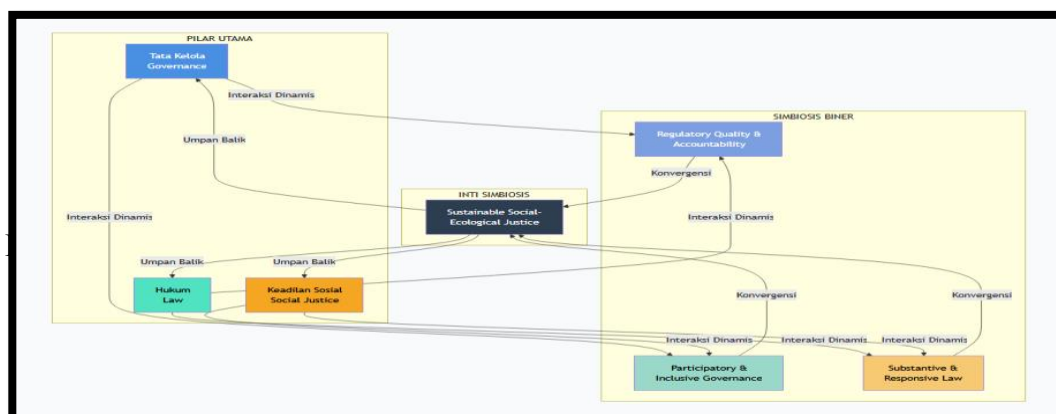 PILAR UTAMA
Tata Kelola
Governance
Interaksi Dinamis
SIMBIOSIS BINER
Regulatory Quality &
Accountability
Umpan Balik
Konvergensi
INTI SIMBIOSIS
Sustainable Social-
Ecological Justice
Interaksi Dinamis
Interaksi Dinamis
Umpan Balik
Umpan Balik
Hukum
Law
Keadilan Sosial
Social Justice
Konvergensi
Konvergensi
Interaksi Dinamis
Interaksi Dinamis
Interaksi Dinamis
Interaksi Dinamis
Participatory &
Inclusive Governance
Substantive &
Responsive Law